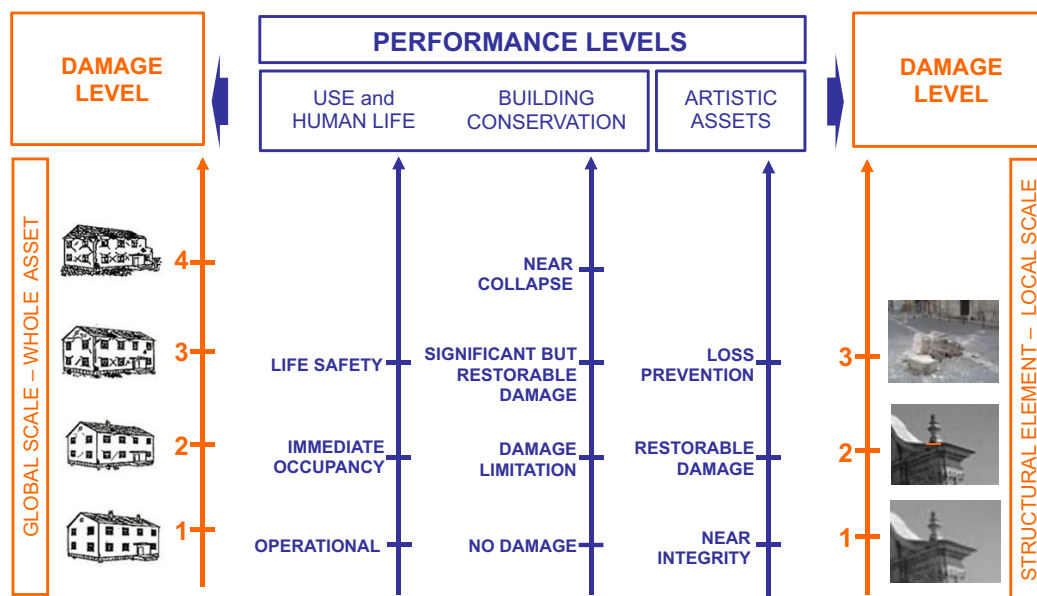 DAMAGE
LEVEL
PERFORMANCE LEVELS
USE and
HUMAN LIFE
BUILDING
CONSERVATION
ARTISTIC
ASSETS
DAMAGE
LEVEL
GLOBAL SCALE – WHOLE ASSET
4
3
2
1
LIFE SAFETY
IMMEDIATE
OCCUPANCY
OPERATIONAL
NEAR
COLLAPSE
SIGNIFICANT BUT
RESTORABLE
DAMAGE
DAMAGE
LIMITATION
NO DAMAGE
LOSS
PREVENTION
RESTORABLE
DAMAGE
NEAR
INTEGRITY
3
2
1
STRUCTURAL ELEMENT – LOCAL SCALE